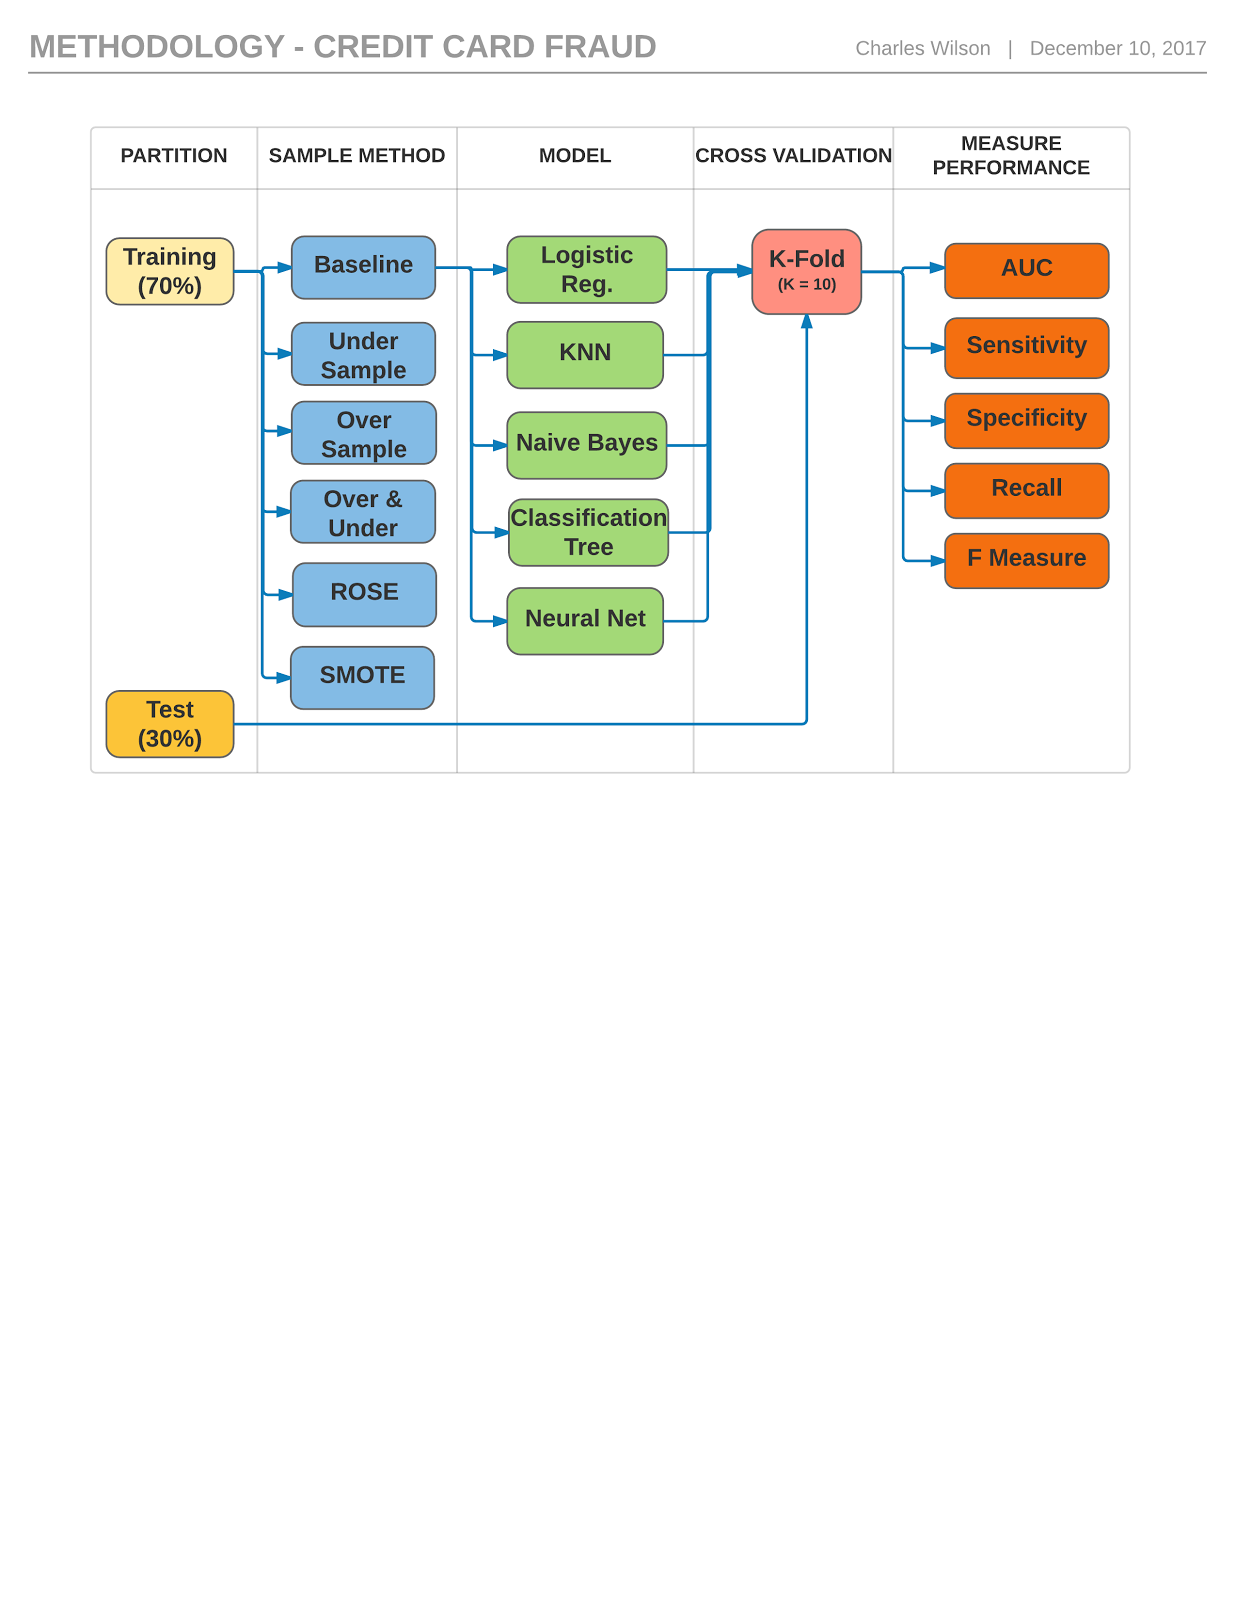 METHODOLOGY - CREDIT CARD FRAUD
Charles Wilson | December 10, 2017
PARTITION
SAMPLE METHOD
MODEL
CROSS VALIDATION
MEASURE
PERFORMANCE
Training
(70%)
Test
(30%)
Baseline
Under
Sample
Over
Sample
Over &
Under
ROSE
SMOTE
Logistic
Reg.
KNN
Naive Bayes
Classification
Tree
Neural Net
K-Fold
(K = 10)
AUC
Sensitivity
Specificity
Recall
F Measure